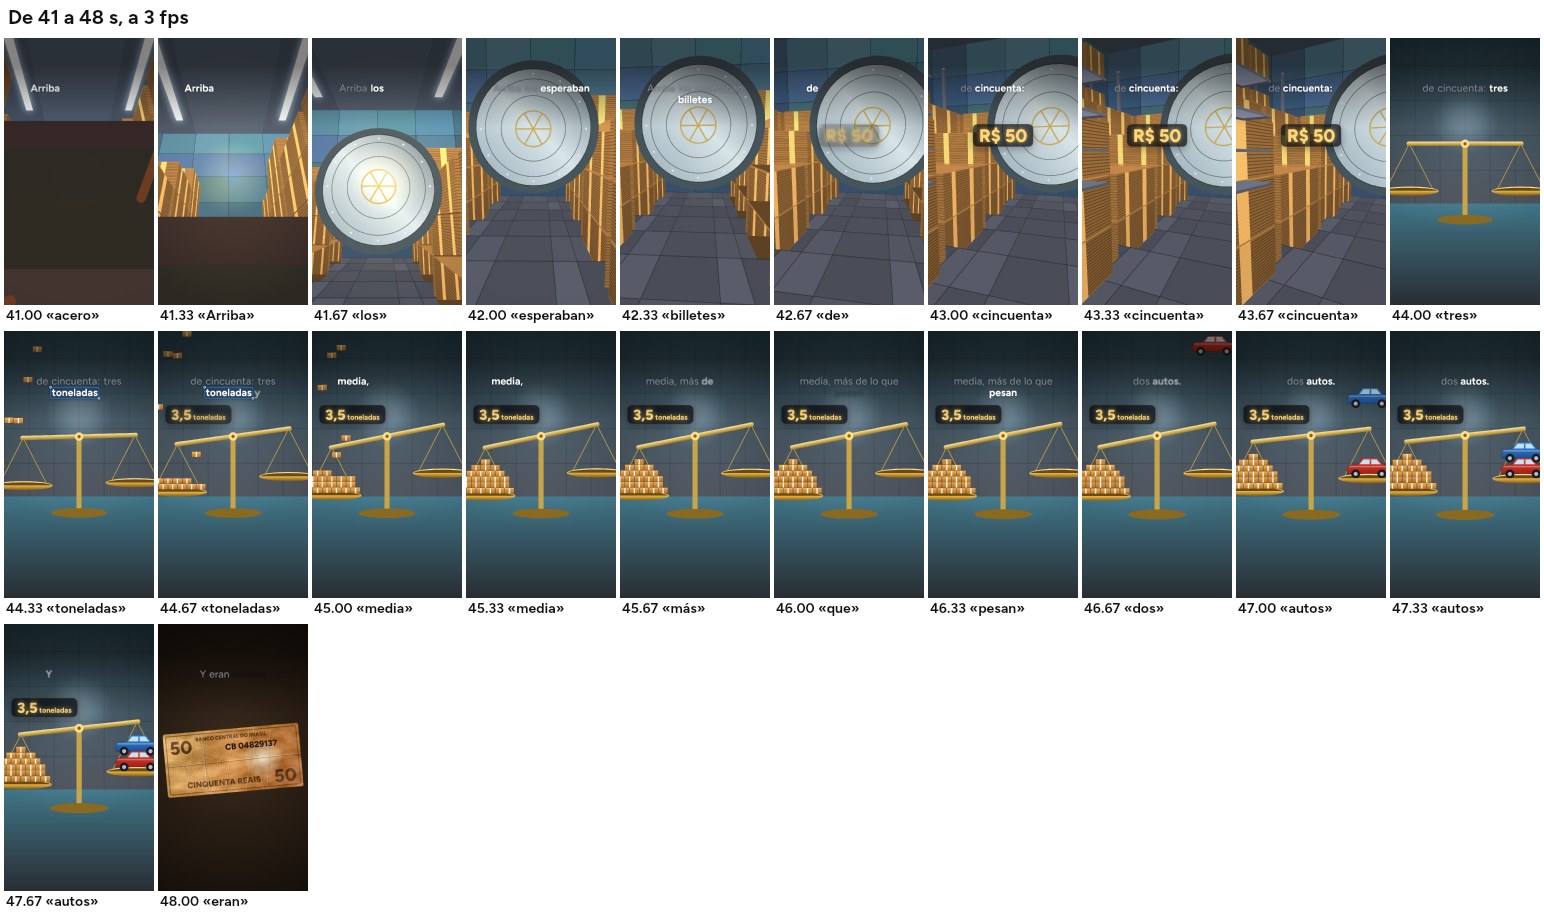 De 41 a 48 s, a 3 fps
Arriba
Arriba
Arriba los
esperaban
billetes
de
R$ 50
de cincuenta:
R$ 50
de cincuenta:
R$ 50
de cincuenta:
R$ 50
de cincuenta: tres
41.00 «acero»
41.33 «Arriba»
41.67 «los»
42.00 «esperaban»
42.33 «billetes»
42.67 «de»
43.00 «cincuenta»
43.33 «cincuenta»
43.67 «cincuenta»
44.00 «tres»
de cincuenta: tres
toneladas
de cincuenta: tres
toneladas y
3,5 toneladas
media,
3,5 toneladas
media,
3,5 toneladas
media, más de
3,5 toneladas
media, más de lo que
3,5 toneladas
media, más de lo que
pesan
3,5 toneladas
dos autos.
3,5 toneladas
dos autos.
3,5 toneladas
dos autos.
3,5 toneladas
44.33 «toneladas»
44.67 «toneladas»
45.00 «media»
45.33 «media»
45.67 «más»
46.00 «que»
46.33 «pesan»
46.67 «dos»
47.00 «autos»
47.33 «autos»
Y
3,5 toneladas
Y eran
50
BANCO CENTRAL DO BRASIL
CB 04829137
CINQUENTA REAIS
50
47.67 «autos»
48.00 «eran»